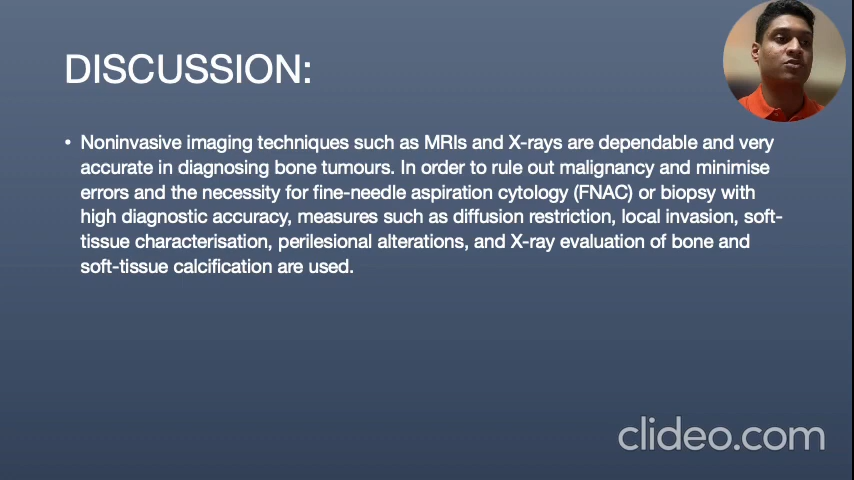 DISCUSSION:
• Noninvasive imaging techniques such as MRIs and X-rays are dependable and very
accurate in diagnosing bone tumours. In order to rule out malignancy and minimise
errors and the necessity for fine-needle aspiration cytology (FNAC) or biopsy with
high diagnostic accuracy, measures such as diffusion restriction, local invasion, soft-
tissue characterisation, perilesional alterations, and X-ray evaluation of bone and
soft-tissue calcification are used.
clideo.com